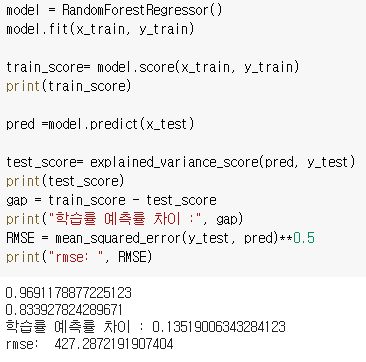 model = RandomForestRegressor()
model.fit(x_train, y_train)
train_score= model.score(x_train, y_train)
print(train_score)
pred =model.predict(x_test)
test_score= explained_variance_score(pred, y_test)
print(test_score)
gap = train_score - test_score
print("학습률 예측률 차이 :", gap)
RMSE = mean_squared_error(y_test, pred)**0.5
print("rmse: ", RMSE)
0.9691178877225123
0.833927824289671
학습률 예측률 차이 : 0.13519006343284123
rmse:  427.2872191907404